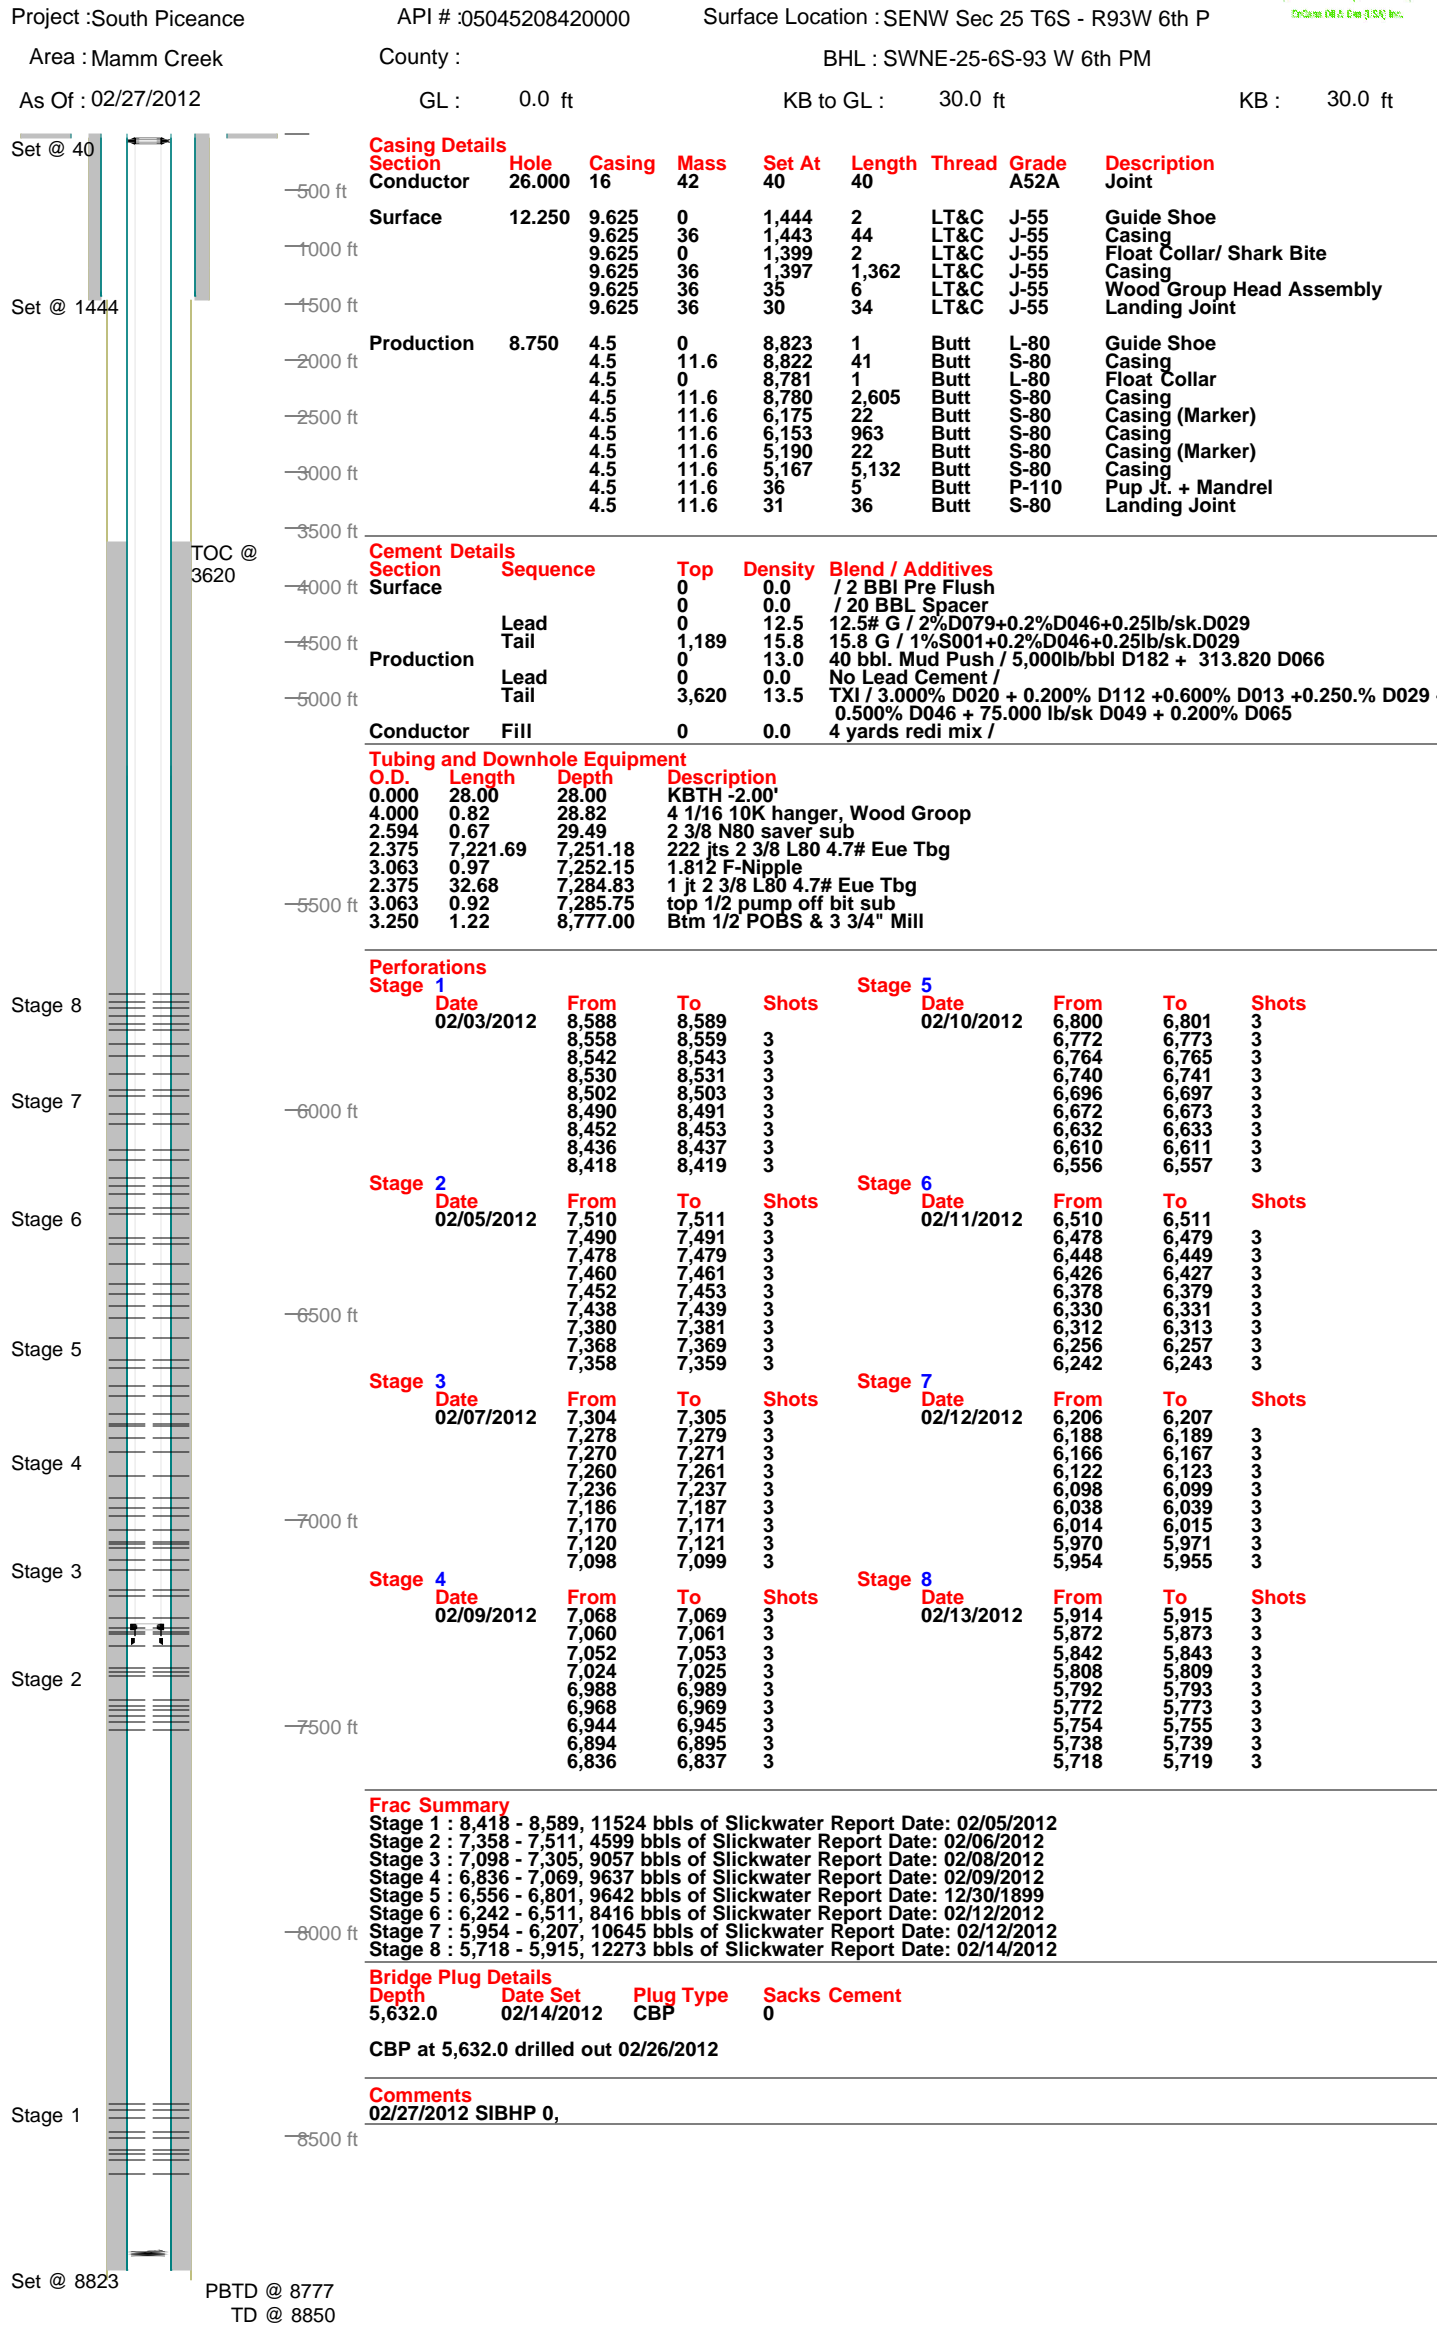 Project : South Piceance API # : 05045208420000 Surface Location : SENW Sec 25 T6S - R93W 6th P
Area : Mamm Creek County : BHL : SWNE-25-6S-93 W 6th PM
As Of : 02/27/2012 GL : 0.0 ft KB to GL : 30.0 ft KB : 30.0 ft
Set @ 40
Set @ 1444
TOC @
3620
Stage 8
Stage 7
Stage 6
Stage 5
Stage 4
Stage 3
Stage 2
Stage 1
Set @ 8823
PBTD @ 8777
TD @ 8850
500 ft
1000 ft
1500 ft
2000 ft
2500 ft
3000 ft
3500 ft
4000 ft
4500 ft
5000 ft
5500 ft
6000 ft
6500 ft
7000 ft
7500 ft
8000 ft
8500 ft
Casing Details
Section Hole Casing Mass Set At Length Thread Grade Description
Conductor 26.000 16 42 40 40 A52A Joint
Surface 12.250 9.625 0 1,444 2 LT&C J-55 Guide Shoe
9.625 36 1,443 44 LT&C J-55 Casing
9.625 0 1,399 2 LT&C J-55 Float Collar/ Shark Bite
9.625 36 1,397 1,362 LT&C J-55 Casing
9.625 36 35 6 LT&C J-55 Wood Group Head Assembly
9.625 36 30 34 LT&C J-55 Landing Joint
Production 8.750 4.5 0 8,823 1 Butt L-80 Guide Shoe
4.5 11.6 8,822 41 Butt S-80 Casing
4.5 0 8,781 1 Butt L-80 Float Collar
4.5 11.6 8,780 2,605 Butt S-80 Casing
4.5 11.6 6,175 22 Butt S-80 Casing (Marker)
4.5 11.6 6,153 963 Butt S-80 Casing
4.5 11.6 5,190 22 Butt S-80 Casing (Marker)
4.5 11.6 5,167 5,132 Butt S-80 Casing
4.5 11.6 36 5 Butt P-110 Pup Jt. + Mandrel
4.5 11.6 31 36 Butt S-80 Landing Joint
Cement Details
Section Sequence Top Density Blend / Additives
Surface 0 0.0 / 2 BBl Pre Flush
0 0.0 / 20 BBL Spacer
Lead 0 12.5 12.5# G / 2%D079+0.2%D046+0.25lb/sk.D029
Tail 1,189 15.8 15.8 G / 1%S001+0.2%D046+0.25lb/sk.D029
Production 0 13.0 40 bbl. Mud Push / 5,000lb/bbl D182 + 313.820 D066
Lead 0 0.0 No Lead Cement /
Tail 3,620 13.5 TXI / 3.000% D020 + 0.200% D112 +0.600% D013 +0.250.% D029
0.500% D046 + 75.000 lb/sk D049 + 0.200% D065
Conductor Fill 0 0.0 4 yards redi mix /
Tubing and Downhole Equipment
O.D. Length Depth Description
0.000 28.00 28.00 KBTH -2.00'
4.000 0.82 28.82 4 1/16 10K hanger, Wood Groop
2.594 0.67 29.49 2 3/8 N80 saver sub
2.375 7,221.69 7,251.18 222 jts 2 3/8 L80 4.7# Eue Tbg
3.063 0.97 7,252.15 1.812 F-Nipple
2.375 32.68 7,284.83 1 jt 2 3/8 L80 4.7# Eue Tbg
3.063 0.92 7,285.75 top 1/2 pump off bit sub
3.250 1.22 8,777.00 Btm 1/2 POBS & 3 3/4" Mill
Perforations
Stage 1 Stage 5
Date From To Shots Date From To Shots
02/03/2012 8,588 8,589 02/10/2012 6,800 6,801 3
8,558 8,559 3 6,772 6,773 3
8,542 8,543 3 6,764 6,765 3
8,530 8,531 3 6,740 6,741 3
8,502 8,503 3 6,696 6,697 3
8,490 8,491 3 6,672 6,673 3
8,452 8,453 3 6,632 6,633 3
8,436 8,437 3 6,610 6,611 3
8,418 8,419 3 6,556 6,557 3
Stage 2 Stage 6
Date From To Shots Date From To Shots
02/05/2012 7,510 7,511 3 02/11/2012 6,510 6,511
7,490 7,491 3 6,478 6,479 3
7,478 7,479 3 6,448 6,449 3
7,460 7,461 3 6,426 6,427 3
7,452 7,453 3 6,378 6,379 3
7,438 7,439 3 6,330 6,331 3
7,380 7,381 3 6,312 6,313 3
7,368 7,369 3 6,256 6,257 3
7,358 7,359 3 6,242 6,243 3
Stage 3 Stage 7
Date From To Shots Date From To Shots
02/07/2012 7,304 7,305 3 02/12/2012 6,206 6,207
7,278 7,279 3 6,188 6,189 3
7,270 7,271 3 6,166 6,167 3
7,260 7,261 3 6,122 6,123 3
7,236 7,237 3 6,098 6,099 3
7,186 7,187 3 6,038 6,039 3
7,170 7,171 3 6,014 6,015 3
7,120 7,121 3 5,970 5,971 3
7,098 7,099 3 5,954 5,955 3
Stage 4 Stage 8
Date From To Shots Date From To Shots
02/09/2012 7,068 7,069 3 02/13/2012 5,914 5,915 3
7,060 7,061 3 5,872 5,873 3
7,052 7,053 3 5,842 5,843 3
7,024 7,025 3 5,808 5,809 3
6,988 6,989 3 5,792 5,793 3
6,968 6,969 3 5,772 5,773 3
6,944 6,945 3 5,754 5,755 3
6,894 6,895 3 5,738 5,739 3
6,836 6,837 3 5,718 5,719 3
Frac Summary
Stage 1 : 8,418 - 8,589, 11524 bbls of Slickwater Report Date: 02/05/2012
Stage 2 : 7,358 - 7,511, 4599 bbls of Slickwater Report Date: 02/06/2012
Stage 3 : 7,098 - 7,305, 9057 bbls of Slickwater Report Date: 02/08/2012
Stage 4 : 6,836 - 7,069, 9637 bbls of Slickwater Report Date: 02/09/2012
Stage 5 : 6,556 - 6,801, 9642 bbls of Slickwater Report Date: 12/30/1899
Stage 6 : 6,242 - 6,511, 8416 bbls of Slickwater Report Date: 02/12/2012
Stage 7 : 5,954 - 6,207, 10645 bbls of Slickwater Report Date: 02/12/2012
Stage 8 : 5,718 - 5,915, 12273 bbls of Slickwater Report Date: 02/14/2012
Bridge Plug Details
Depth Date Set Plug Type Sacks Cement
5,632.0 02/14/2012 CBP 0
CBP at 5,632.0 drilled out 02/26/2012
Comments
02/27/2012 SIBHP 0,